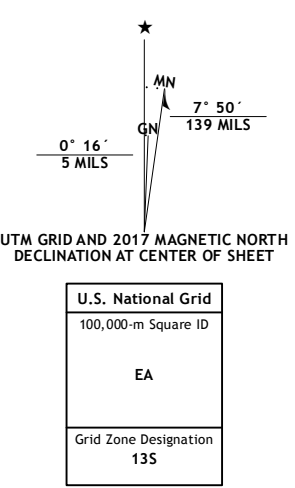 MN
GN
7° 50´
139 MILS
0° 16´
5 MILS
UTM GRID AND 2017 MAGNETIC NORTH
DECLINATION AT CENTER OF SHEET
U.S. National Grid
100,000-m Square ID
EA
Grid Zone Designation
13S